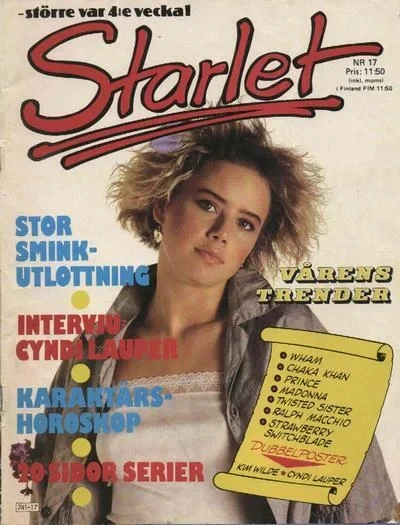 -större var 4:e vecka!
Starlet
NR 17
Pris: 11:50
(inkl. moms)
i Finland FIM 11:50
STOR
SMINK-
UTLOTTNING
INTERVJU
CYNDI LAUPER
KARAKTÄRS-
HOROSKOP
20 SIDOR SERIER
VÅRENS
TRENDER
WHAM
CHAKA KHAN
PRINCE
MADONNA
TWISTED SISTER
RALPH MACCHIO
STRAWBERRY
SWITCHBLADE
DUBBELPOSTER
KIM WILDE ★ CYNDI LAUPER
741-17